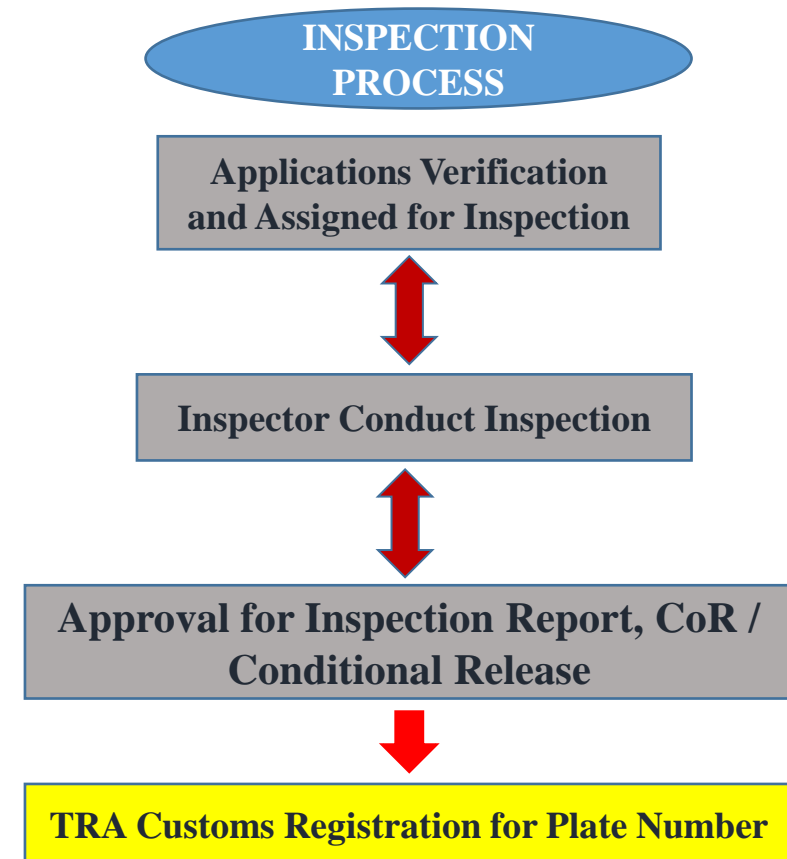 INSPECTION
PROCESS
Applications Verification
and Assigned for Inspection
Inspector Conduct Inspection
Approval for Inspection Report, CoR /
Conditional Release
TRA Customs Registration for Plate Number